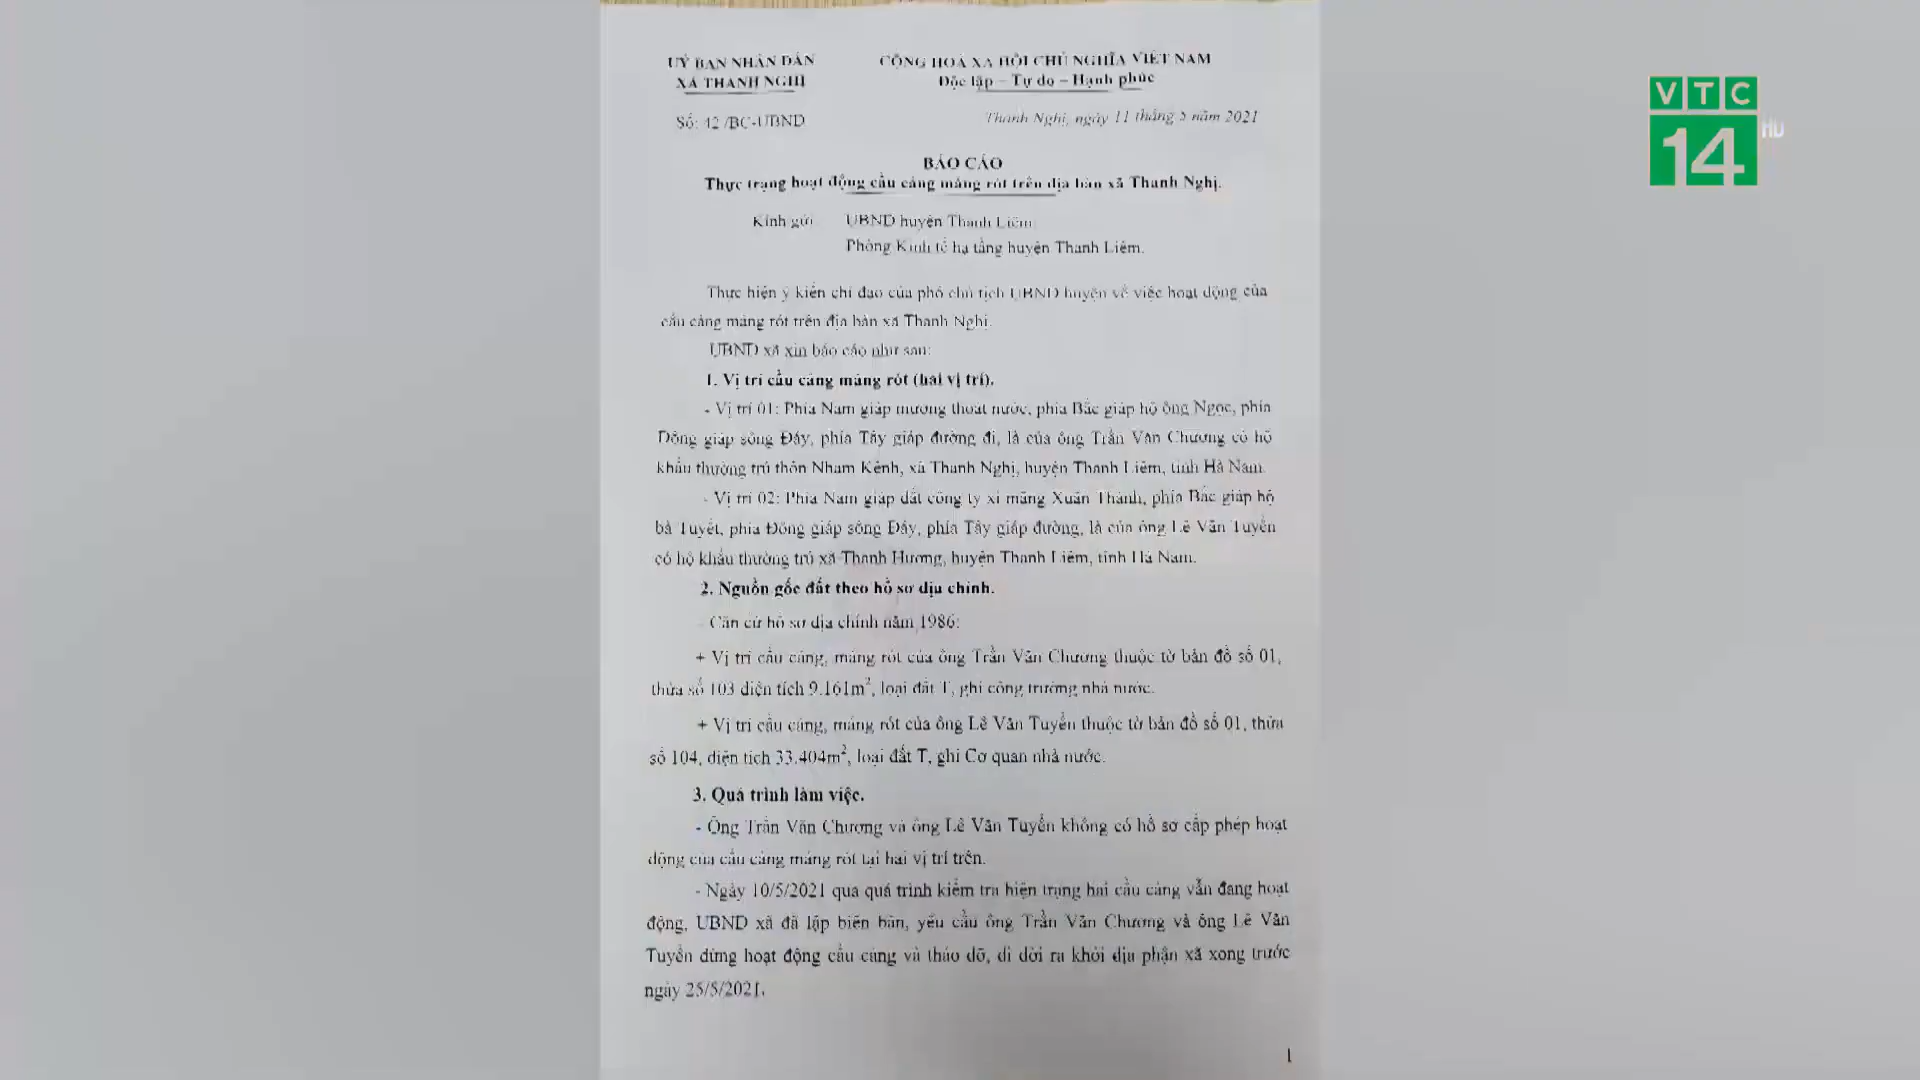 UỶ BAN NHÂN DÂN
XÃ THANH NGHỊ
CỘNG HOÀ XÃ HỘI CHỦ NGHĨA VIỆT NAM
Độc lập – Tự do – Hạnh phúc
Số: 42 /BC-UBND
Thanh Nghị, ngày 11 tháng 5 năm 2021
VTC
14
HD
BÁO CÁO
Thực trạng hoạt động cầu cảng máng rót trên địa bàn xã Thanh Nghị.
Kính gửi
UBND huyện Thanh Liêm
Phòng Kinh tế hạ tầng huyện Thanh Liêm.
Thực hiện ý kiến chỉ đạo của phó chủ tịch UBND huyện về việc hoạt động của
cầu cảng máng rót trên địa bàn xã Thanh Nghị.
UBND xã xin báo cáo như sau:
1. Vị trí cầu cảng máng rót (hai vị trí).
- Vị trí 01: Phía Nam giáp mương thoát nước, phía Bắc giáp hộ ông Ngọc, phía
Đông giáp sông Đáy, phía Tây giáp đường đi, là của ông Trần Văn Chương có hộ
khẩu thường trú thôn Nham Kênh, xã Thanh Nghị, huyện Thanh Liêm, tỉnh Hà Nam.
- Vị trí 02: Phía Nam giáp đất công ty xi măng Xuân Thành, phía Bắc giáp hộ
bà Tuyết, phía Đông giáp sông Đáy, phía Tây giáp đường, là của ông Lê Văn Tuyển
có hộ khẩu thường trú xã Thanh Hương, huyện Thanh Liêm, tỉnh Hà Nam.
2. Nguồn gốc đất theo hồ sơ địa chính.
- Căn cứ hồ sơ địa chính năm 1986:
+ Vị trí cầu cảng, máng rót của ông Trần Văn Chương thuộc tờ bản đồ số 01,
thửa số 103 diện tích 9.161m², loại đất T, ghi công trường nhà nước.
+ Vị trí cầu cảng, máng rót của ông Lê Văn Tuyển thuộc tờ bản đồ số 01, thửa
số 104, diện tích 33.404m², loại đất T, ghi Cơ quan nhà nước.
3. Quá trình làm việc.
- Ông Trần Văn Chương và ông Lê Văn Tuyển không có hồ sơ cấp phép hoạt
động của cầu cảng máng rót tại hai vị trí trên.
- Ngày 10/5/2021 qua quá trình kiểm tra hiện trạng hai cầu cảng vẫn đang hoạt
động, UBND xã đã lập biên bản, yêu cầu ông Trần Văn Chương và ông Lê Văn
Tuyển dừng hoạt động cầu cảng và tháo dỡ, di dời ra khỏi địa phận xã xong trước
ngày 25/5/2021.
1